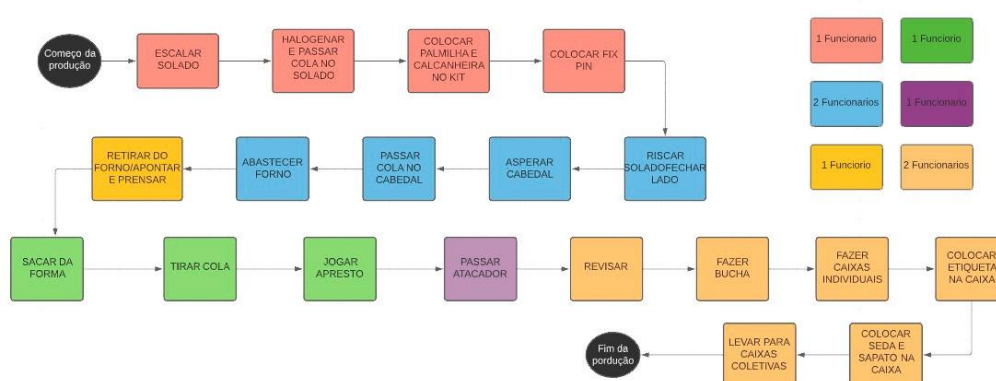 Começo da
produção
ESCALAR
SOLADO
HALOGENAR
E PASSAR
COLA NO
SOLADO
COLOCAR
PALMILHA E
CALCANHEIRA
NO KIT
COLOCAR FIX
PIN
1 Funcionario
1 Funciorio
2 Funcionarios
1 Funcionario
1 Funciorio
2 Funcionarios
RETIRAR DO
FORNO/APONTAR
E PRENSAR
ABASTECER
FORNO
PASSAR
COLA NO
CABEDAL
ASPERAR
CABEDAL
RISCAR
SOLADOFECHAR
LADO
SACAR DA
FORMA
TIRAR COLA
JOGAR
APRESTO
PASSAR
ATACADOR
REVISAR
FAZER
BUCHA
FAZER
CAIXAS
INDIVIDUAIS
COLOCAR
ETIQUETA
NA CAIXA
Fim da
pordução
LEVAR PARA
CAIXAS
COLETIVAS
COLOCAR
SEDA E
SAPATO NA
CAIXA